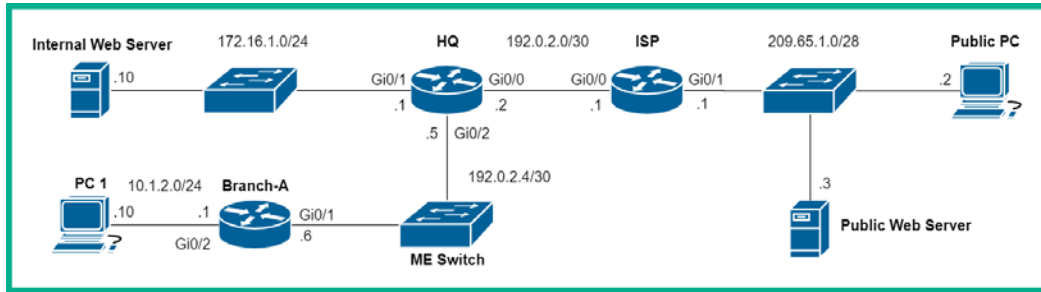 Internal Web Server
172.16.1.0/24
HQ
192.0.2.0/30
ISP
209.65.1.0/28
Public PC
.10
Gi0/1
Gi0/0
Gi0/0
Gi0/1
.2
.1
.2
.1
.1
.5
Gi0/2
192.0.2.4/30
PC 1
10.1.2.0/24
Branch-A
.3
.10
.1
Gi0/1
Public Web Server
Gi0/2
.6
ME Switch